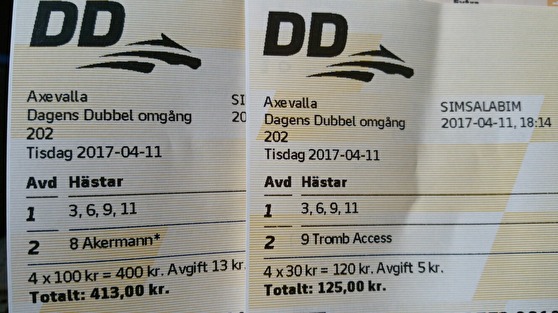 DD
Axevalla
Dagens Dubbel omgång
202
Tisdag 2017-04-11
SI
20
Avd Hästar
1 3, 6, 9, 11
2 8 Akermann*
4 x 100 kr = 400 kr. Avgift 13 kr.
Totalt: 413,00 kr.
DD
Axevalla
Dagens Dubbel omgång
202
Tisdag 2017-04-11
SIMSALABIM
2017-04-11, 18:14
Avd Hästar
1 3, 6, 9, 11
2 9 Tromb Access
4 x 30 kr = 120 kr. Avgift 5 kr.
Totalt: 125,00 kr.